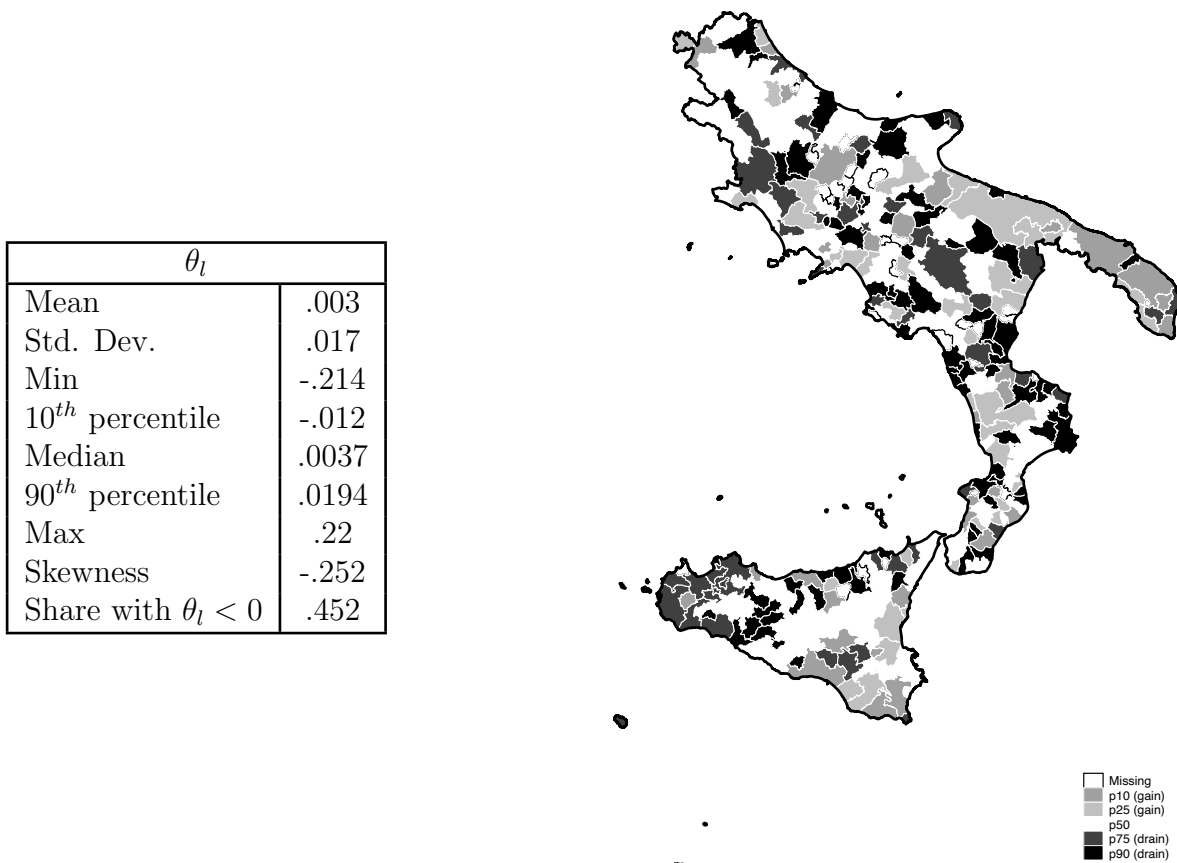 θ_l
Mean .003
Std. Dev. .017
Min -.214
10^th percentile -.012
Median .0037
90^th percentile .0194
Max .22
Skewness -.252
Share with θ_l < 0 .452
Missing
p10 (gain)
p25 (gain)
p50
p75 (drain)
p90 (drain)